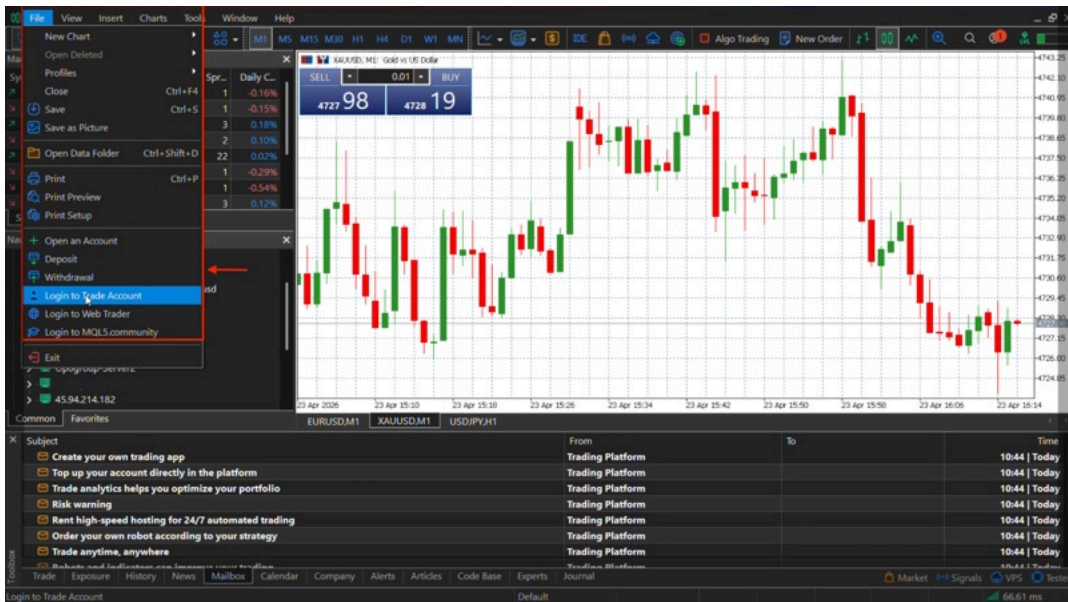 File View Insert Charts Tools Window Help
M1 M5 M15 M30 H1 H4 D1 W1 MN IDE Algo Trading New Order
New Chart
Open Deleted
Profiles
Close Ctrl+F4
Save Ctrl+S
Save as Picture
Open Data Folder Ctrl+Shift+D
Print Ctrl+P
Print Preview
Print Setup
Open an Account
Deposit
Withdrawal
Login to Trade Account
Login to Web Trader
Login to MQL5.community
Exit
Spr... Daily C...
1 -0.16%
1 -0.15%
3 0.18%
2 0.10%
22 0.02%
1 -0.29%
1 -0.54%
3 0.12%
45.94.214.182
Common Favorites
XAUUSD, M1: Gold vs US Dollar
SELL 0.01 BUY
4727 98 4728 19
4743.25
4742.10
4740.95
4739.80
4738.65
4737.50
4736.35
4735.20
4734.05
4732.90
4731.75
4730.60
4729.45
4727.15
4726.00
4724.85
23 Apr 2026 23 Apr 15:10 23 Apr 15:18 23 Apr 15:26 23 Apr 15:34 23 Apr 15:42 23 Apr 15:50 23 Apr 15:58 23 Apr 16:06 23 Apr 16:14
EURUSD,M1 XAUUSD,M1 USDJPY,H1
Subject From To Time
Create your own trading app Trading Platform 10:44 | Today
Top up your account directly in the platform Trading Platform 10:44 | Today
Trade analytics helps you optimize your portfolio Trading Platform 10:44 | Today
Risk warning Trading Platform 10:44 | Today
Rent high-speed hosting for 24/7 automated trading Trading Platform 10:44 | Today
Order your own robot according to your strategy Trading Platform 10:44 | Today
Trade anytime, anywhere Trading Platform 10:44 | Today
Toolbox
Trade Exposure History News Mailbox Calendar Company Alerts Articles Code Base Experts Journal Market Signals VPS Teste
Login to Trade Account Default 66.61 ms